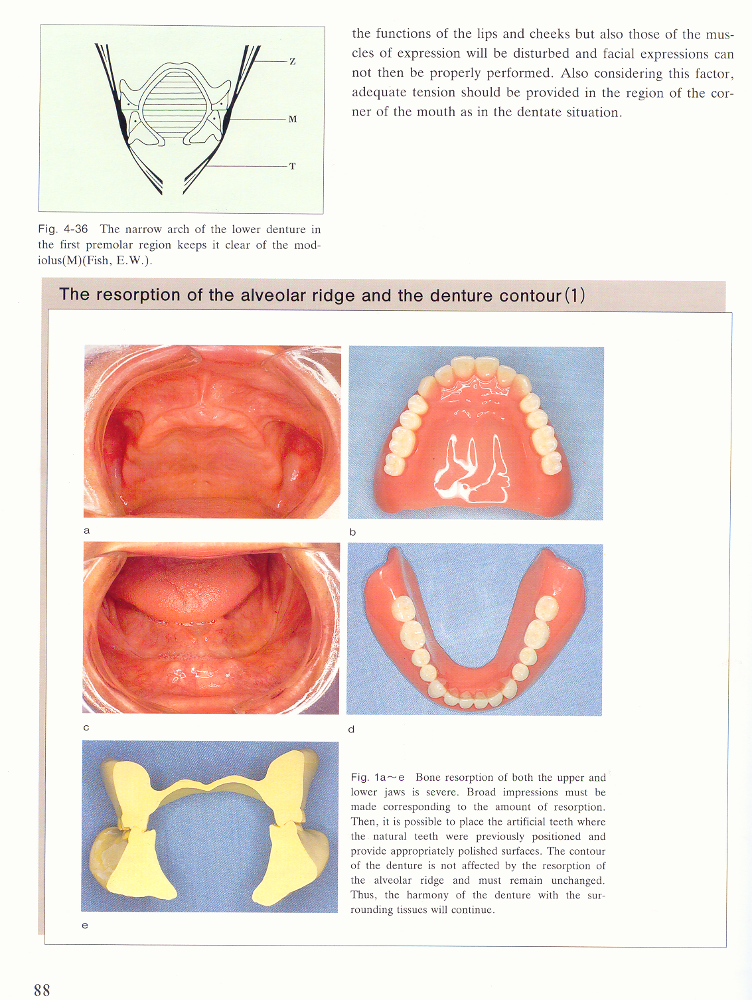 Z
M
T
Fig. 4-36 The narrow arch of the lower denture in
the first premolar region keeps it clear of the mod-
iolus(M)(Fish, E.W.).
the functions of the lips and cheeks but also those of the mus-
cles of expression will be disturbed and facial expressions can
not then be properly performed. Also considering this factor,
adequate tension should be provided in the region of the cor-
ner of the mouth as in the dentate situation.
The resorption of the alveolar ridge and the denture contour(1)
a
b
c
d
e
Fig. 1a~e Bone resorption of both the upper and
lower jaws is severe. Broad impressions must be
made corresponding to the amount of resorption.
Then, it is possible to place the artificial teeth where
the natural teeth were previously positioned and
provide appropriately polished surfaces. The contour
of the denture is not affected by the resorption of
the alveolar ridge and must remain unchanged.
Thus, the harmony of the denture with the sur-
rounding tissues will continue.
88